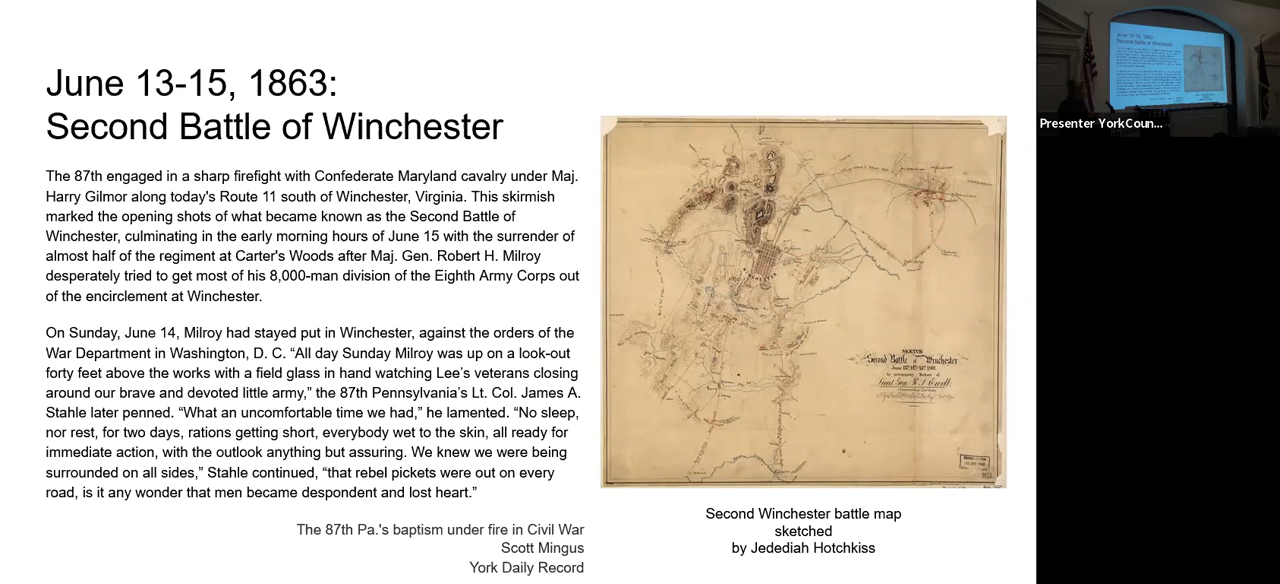 June 13-15, 1863:
Second Battle of Winchester
The 87th engaged in a sharp firefight with Confederate Maryland cavalry under Maj.
Harry Gilmor along today's Route 11 south of Winchester, Virginia. This skirmish
marked the opening shots of what became known as the Second Battle of
Winchester, culminating in the early morning hours of June 15 with the surrender of
almost half of the regiment at Carter's Woods after Maj. Gen. Robert H. Milroy
desperately tried to get most of his 8,000-man division of the Eighth Army Corps out
of the encirclement at Winchester.
On Sunday, June 14, Milroy had stayed put in Winchester, against the orders of the
War Department in Washington, D. C. “All day Sunday Milroy was up on a look-out
forty feet above the works with a field glass in hand watching Lee’s veterans closing
around our brave and devoted little army,” the 87th Pennsylvania’s Lt. Col. James A.
Stahle later penned. “What an uncomfortable time we had,” he lamented. “No sleep,
nor rest, for two days, rations getting short, everybody wet to the skin, all ready for
immediate action, with the outlook anything but assuring. We knew we were being
surrounded on all sides,” Stahle continued, “that rebel pickets were out on every
road, is it any wonder that men became despondent and lost heart.”
The 87th Pa.'s baptism under fire in Civil War
Scott Mingus
York Daily Record
SKETCH
Second Battle of Winchester
Lieut. Gen. R. S. Ewell
Second Winchester battle map
sketched
by Jedediah Hotchkiss
June 13-15, 1863
Second Battle of Winchester
Presenter YorkCoun...